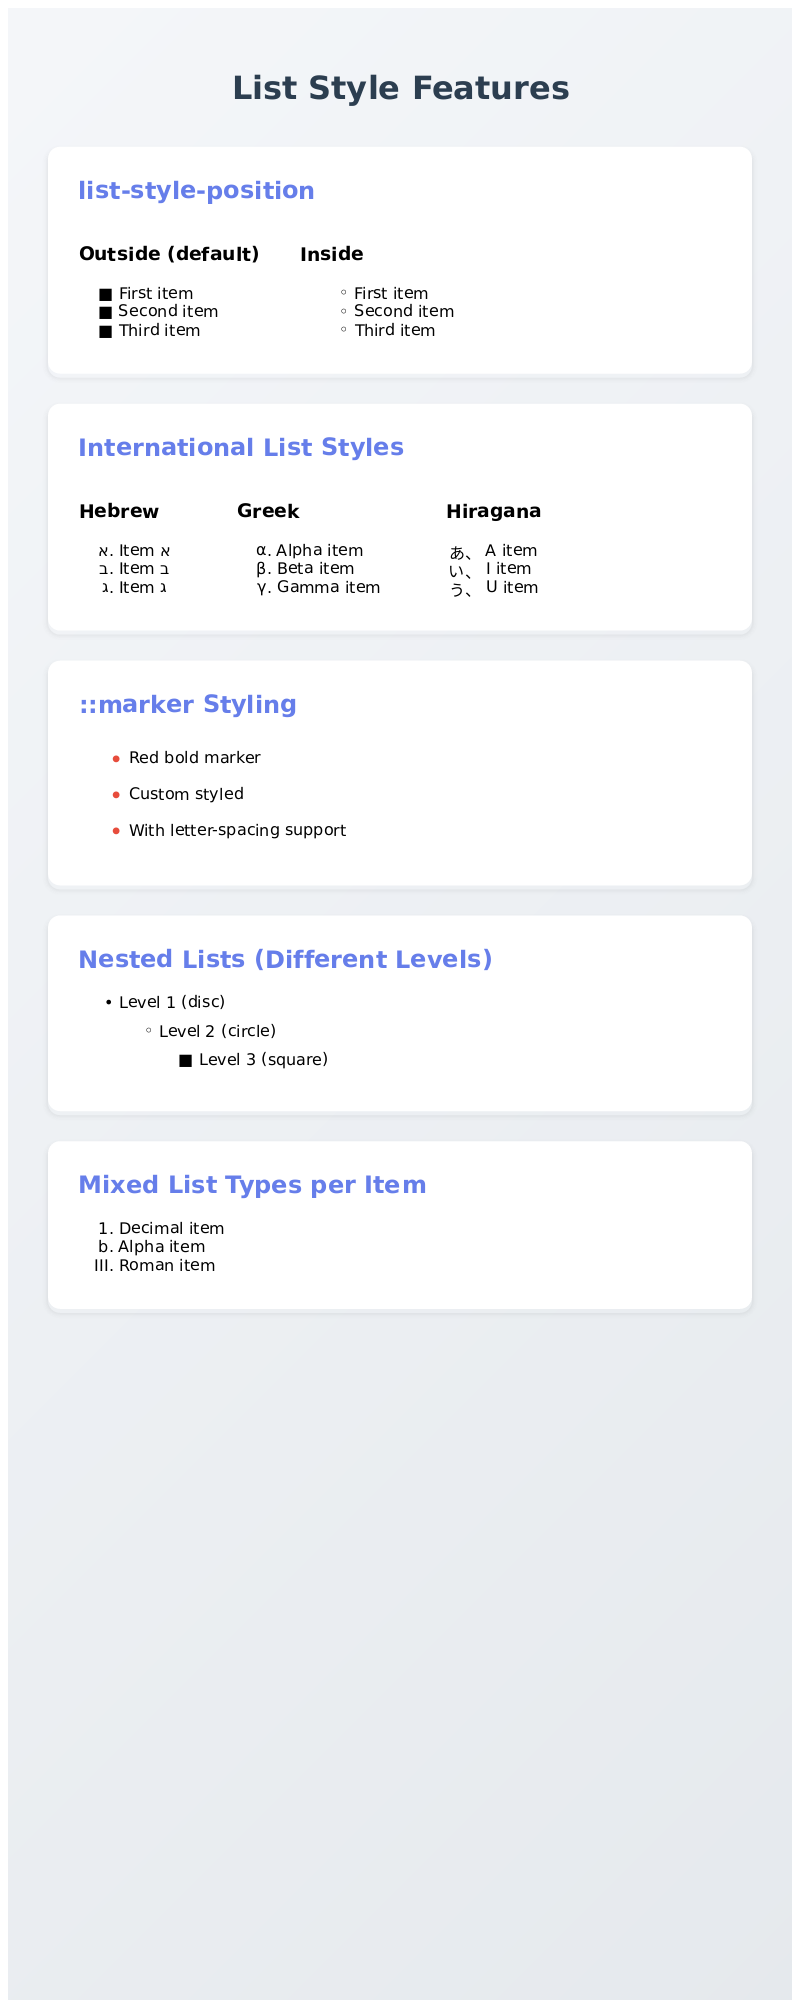 List Style Features
list-style-position
Outside (default)
■ First item
■ Second item
■ Third item
Inside
◦ First item
◦ Second item
◦ Third item
International List Styles
Hebrew
א. Item א
ב. Item ב
ג. Item ג
Greek
α. Alpha item
β. Beta item
γ. Gamma item
Hiragana
あ、 A item
い、 I item
う、 U item
::marker Styling
• Red bold marker
• Custom styled
• With letter-spacing support
Nested Lists (Different Levels)
• Level 1 (disc)
◦ Level 2 (circle)
■ Level 3 (square)
Mixed List Types per Item
1. Decimal item
b. Alpha item
III. Roman item